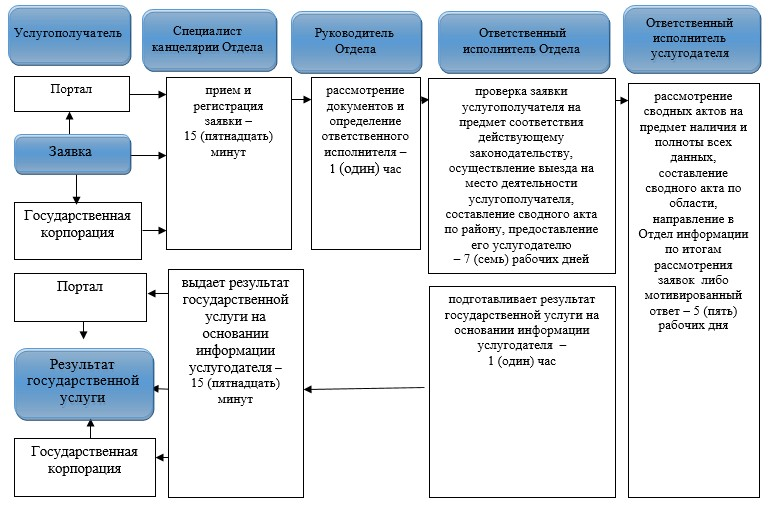 Услугополучатель
Специалист
канцелярии Отдела
Руководитель
Отдела
Ответственный
исполнитель Отдела
Ответственный
исполнитель
услугодателя
Портал
Заявка
Государственная
корпорация
прием и
регистрация
заявки –
15 (пятнадцать)
минут
рассмотрение
документов и
определение
ответственного
исполнителя –
1 (один) час
проверка заявки
услугополучателя на
предмет соответствия
действующему
законодательству,
осуществление выезда на
место деятельности
услугополучателя,
составление сводного акта
по району, предоставление
его услугодателю
– 7 (семь) рабочих дней
рассмотрение
сводных актов на
предмет наличия и
полноты всех
данных,
составление
сводного акта по
области,
направление в
Отдел информации
по итогам
рассмотрения
заявок либо
мотивированный
ответ – 5 (пять)
рабочих дня
Портал
Результат
государственной
услуги
Государственная
корпорация
выдает результат
государственной
услуги на
основании
информации
услугодателя –
15 (пятнадцать)
минут
подготавливает результат
государственной услуги на
основании информации
услугодателя –
1 (один) час